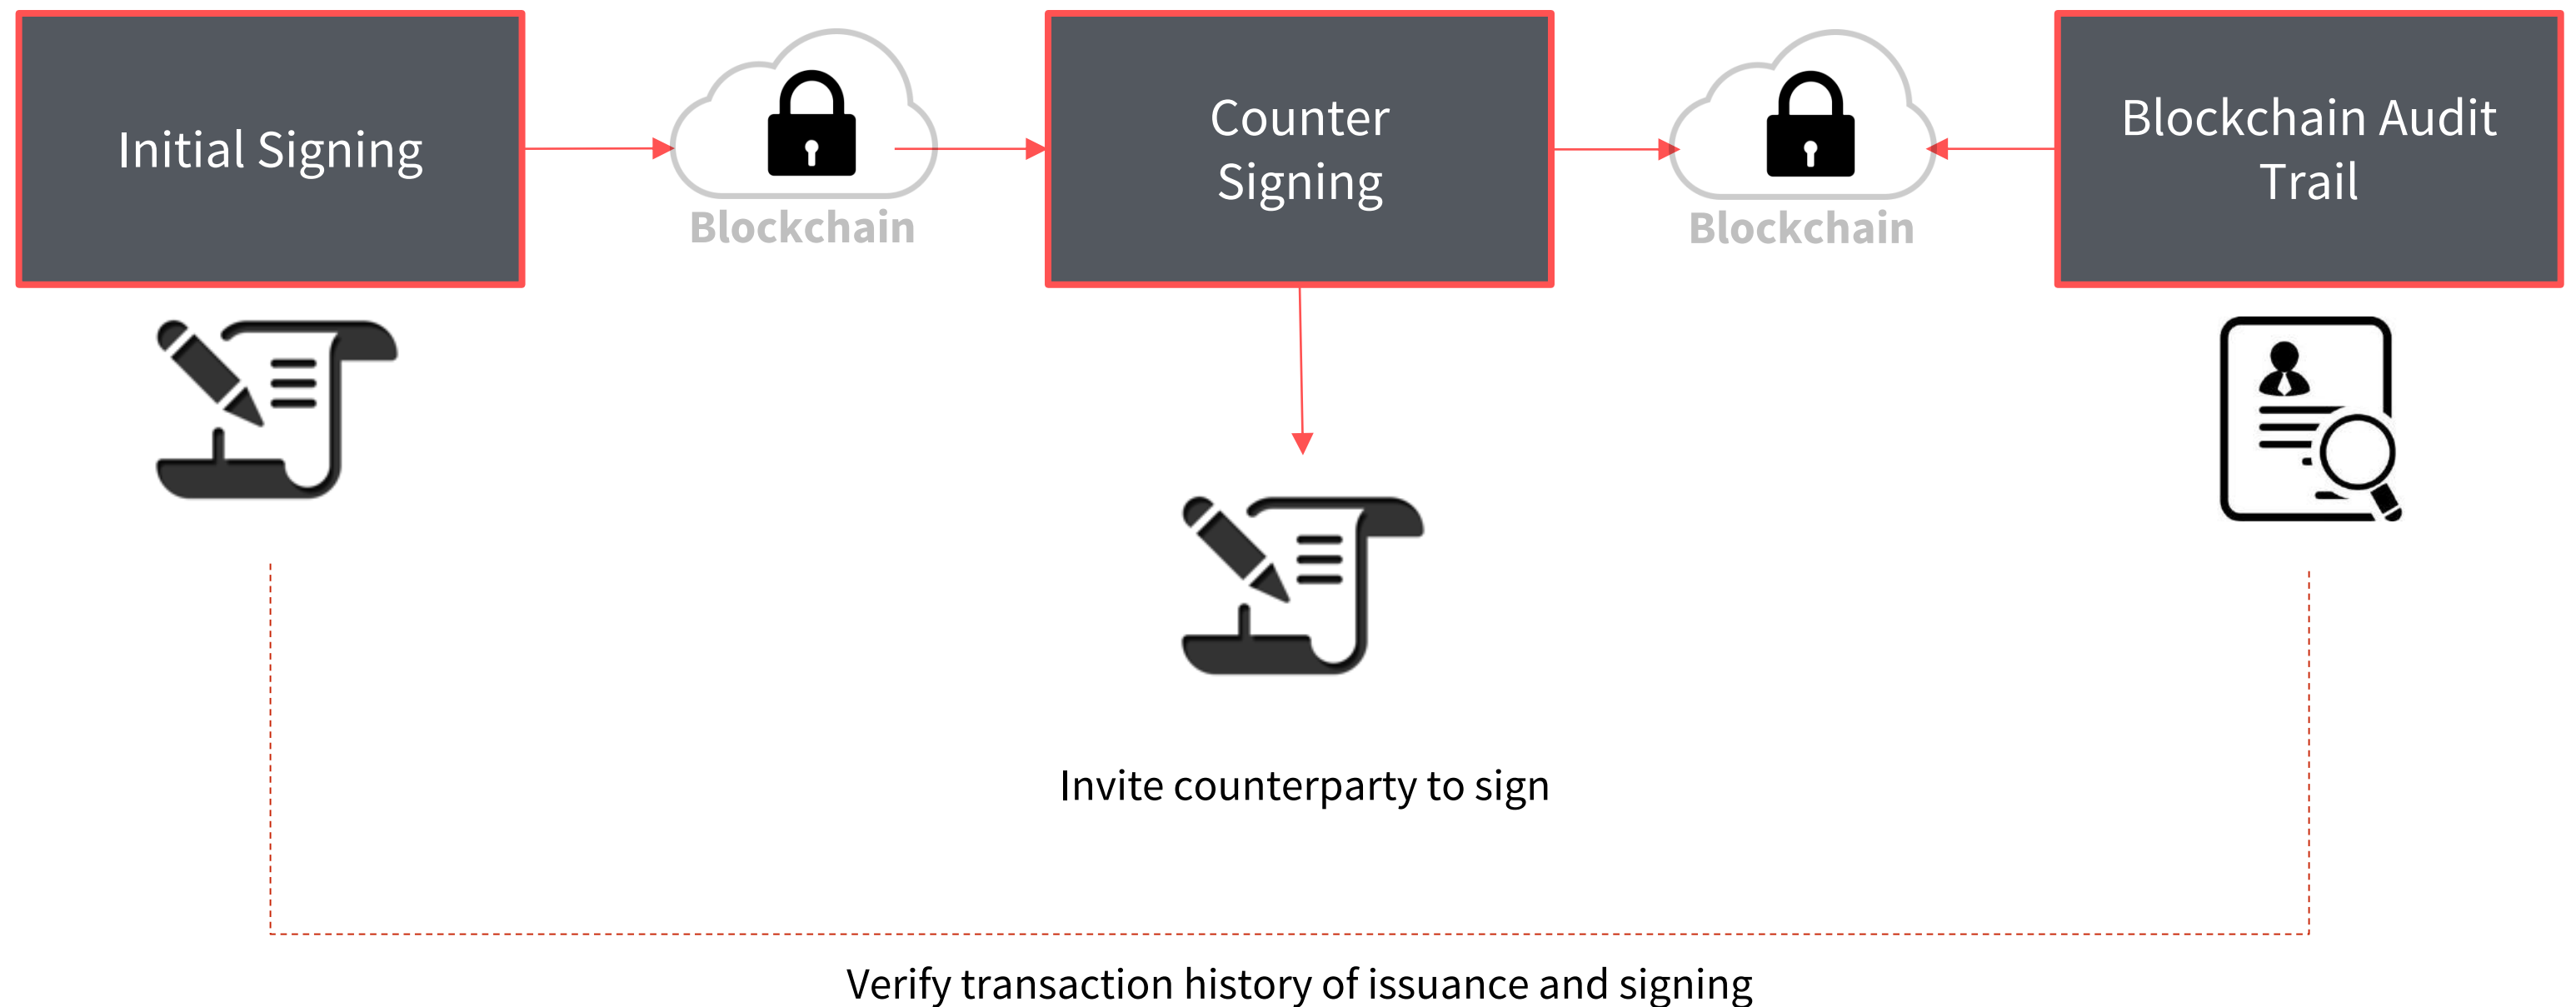 Initial Signing
Blockchain
Counter
Signing
Blockchain
Blockchain Audit
Trail
Invite counterparty to sign
Verify transaction history of issuance and signing